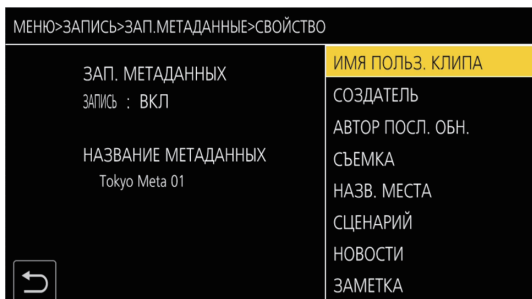 МЕНЮ>ЗАПИСЬ>ЗАП.МЕТАДАННЫЕ>СВОЙСТВО
ЗАП. МЕТАДАННЫХ
ЗАПИСЬ : ВКЛ
НАЗВАНИЕ МЕТАДАННЫХ
Tokyo Meta 01
ИМЯ ПОЛЬЗ. КЛИПА
СОЗДАТЕЛЬ
АВТОР ПОСЛ. ОБН.
СЪЕМКА
НАЗВ. МЕСТА
СЦЕНАРИЙ
НОВОСТИ
ЗАМЕТКА